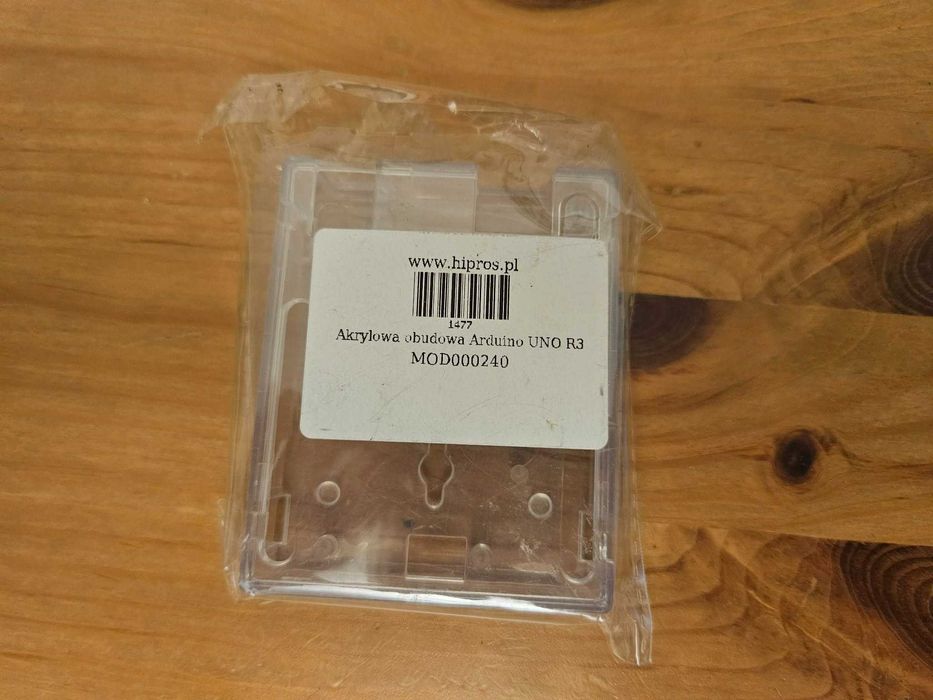 www.hipros.pl
1477
Akrylowa obudowa Arduino UNO R3
MOD000240